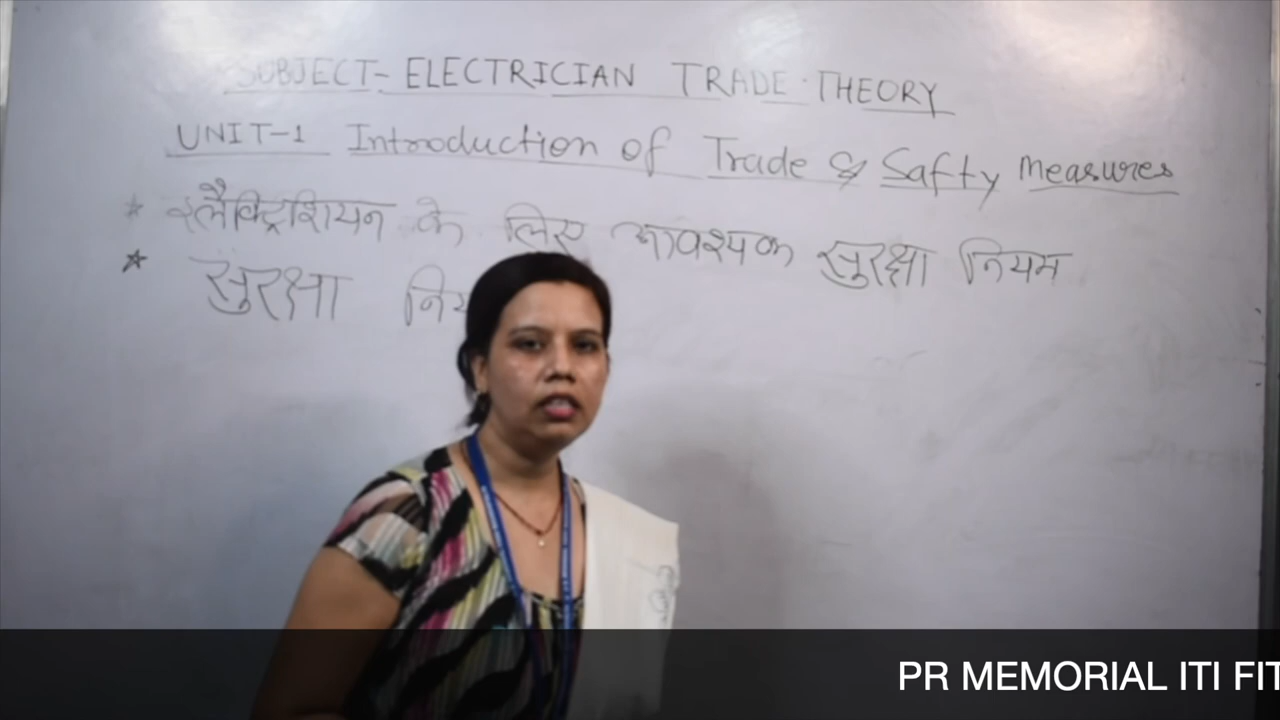 SUBJECT- ELECTRICIAN TRADE THEORY
UNIT-1 Introduction of Trade & Safty Measures
* इलैक्ट्रिशियन के लिए आवश्यक सुरक्षा नियम
* सुरक्षा
PR MEMORIAL ITI